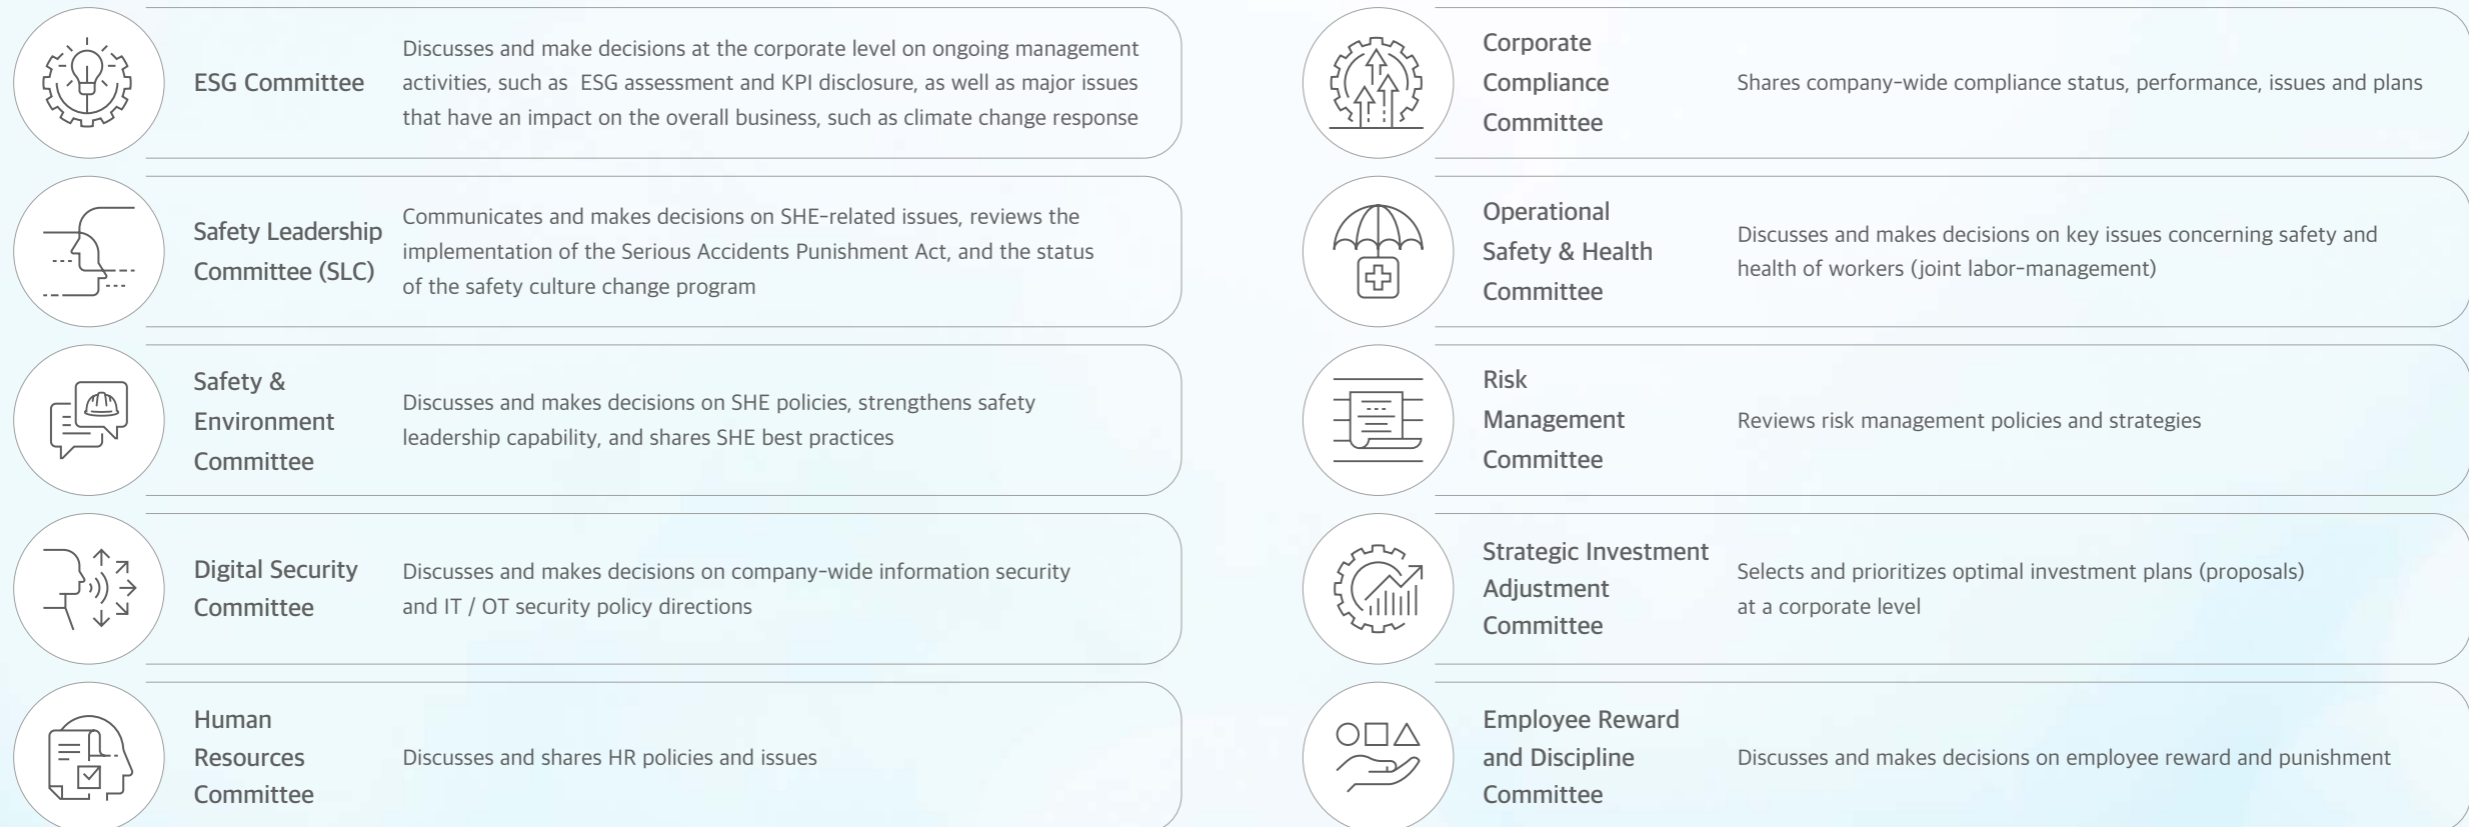 ESG Committee
Discusses and make decisions at the corporate level on ongoing management
activities, such as ESG assessment and KPI disclosure, as well as major issues
that have an impact on the overall business, such as climate change response
Safety Leadership
Committee (SLC)
Communicates and makes decisions on SHE-related issues, reviews the
implementation of the Serious Accidents Punishment Act, and the status
of the safety culture change program
Safety &
Environment
Committee
Discusses and makes decisions on SHE policies, strengthens safety
leadership capability, and shares SHE best practices
Digital Security
Committee
Discusses and makes decisions on company-wide information security
and IT / OT security policy directions
Human
Resources
Committee
Discusses and shares HR policies and issues
Corporate
Compliance
Committee
Shares company-wide compliance status, performance, issues and plans
Operational
Safety & Health
Committee
Discusses and makes decisions on key issues concerning safety and
health of workers (joint labor-management)
Risk
Management
Committee
Reviews risk management policies and strategies
Strategic Investment
Adjustment
Committee
Selects and prioritizes optimal investment plans (proposals)
at a corporate level
Employee Reward
and Discipline
Committee
Discusses and makes decisions on employee reward and punishment